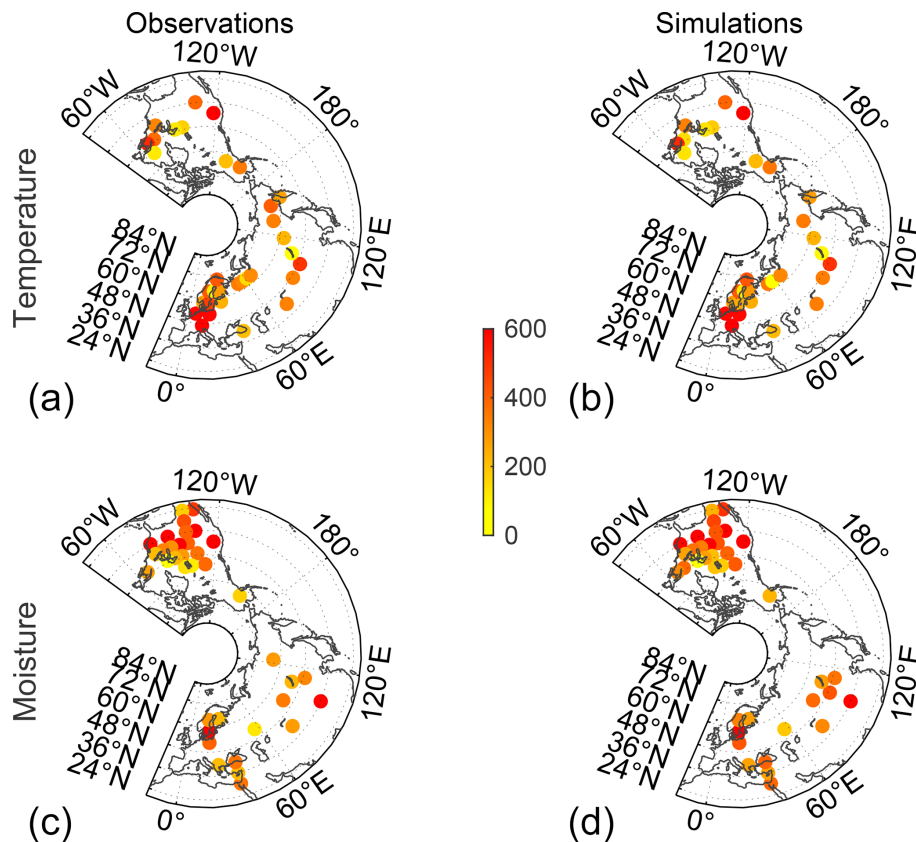 Observations
Simulations
Temperature
60°W
120°W
180°
120°E
60°E
0°
84°N
72°N
60°N
48°N
36°N
24°N
(a)
60°W
120°W
180°
120°E
60°E
0°
84°N
72°N
60°N
48°N
36°N
24°N
(b)
600
400
200
0
Moisture
60°W
120°W
180°
120°E
60°E
0°
84°N
72°N
60°N
48°N
36°N
24°N
(c)
60°W
120°W
180°
120°E
60°E
0°
84°N
72°N
60°N
48°N
36°N
24°N
(d)